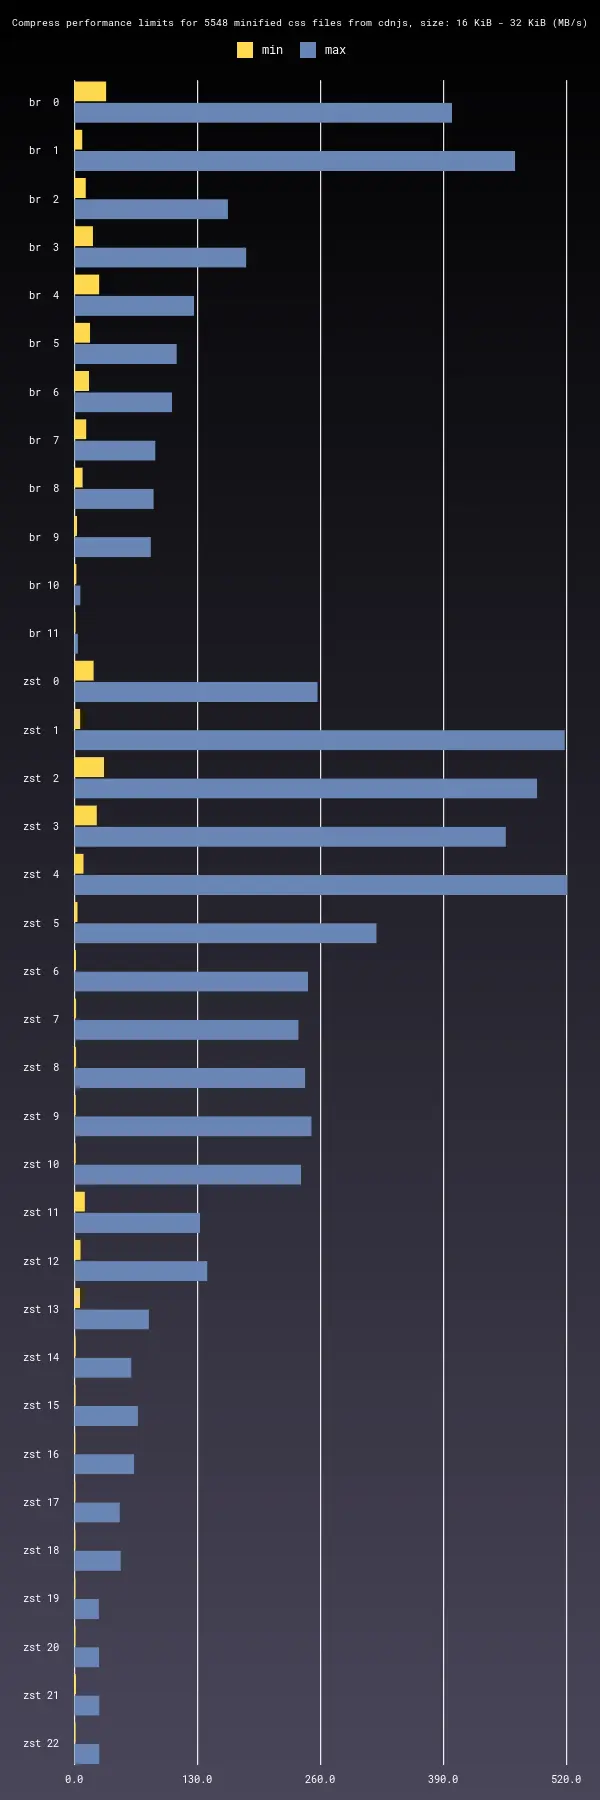 Compress performance limits for 5548 minified css files from cdnjs, size: 16 KiB - 32 KiB (MB/s)
min max
br 0
br 1
br 2
br 3
br 4
br 5
br 6
br 7
br 8
br 9
br 10
br 11
zst 0
zst 1
zst 2
zst 3
zst 4
zst 5
zst 6
zst 7
zst 8
zst 9
zst 10
zst 11
zst 12
zst 13
zst 14
zst 15
zst 16
zst 17
zst 18
zst 19
zst 20
zst 21
zst 22
0.0 130.0 260.0 390.0 520.0